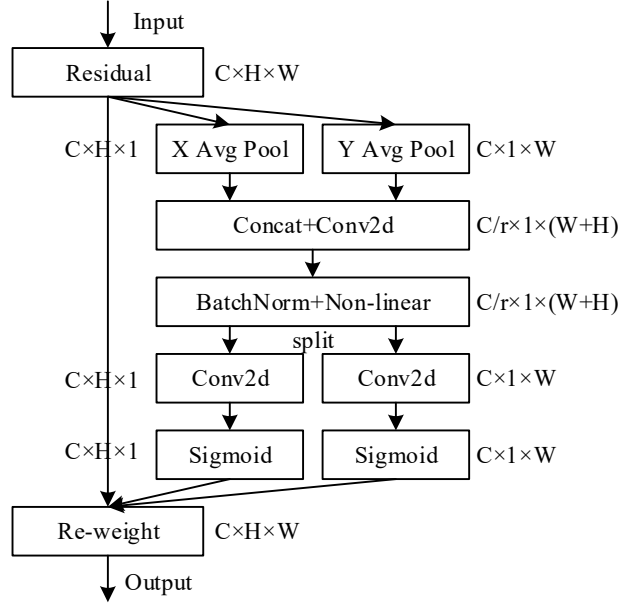 Input
Residual C×H×W
C×H×1 X Avg Pool Y Avg Pool C×1×W
Concat+Conv2d C/r×1×(W+H)
BatchNorm+Non-linear C/r×1×(W+H)
split
C×H×1 Conv2d Conv2d C×1×W
C×H×1 Sigmoid Sigmoid C×1×W
Re-weight C×H×W
Output